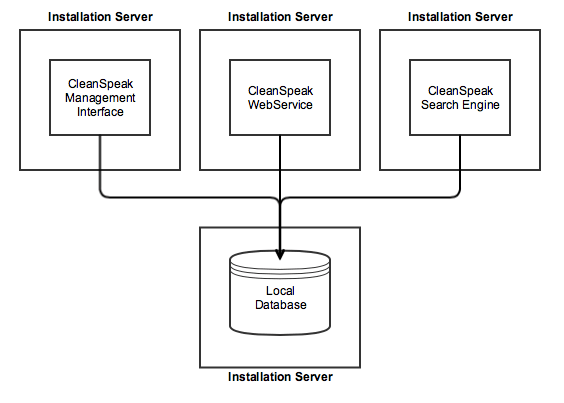 Installation Server
Installation Server
Installation Server
CleanSpeak
Management
Interface
CleanSpeak
WebService
CleanSpeak
Search Engine
Local
Database
Installation Server